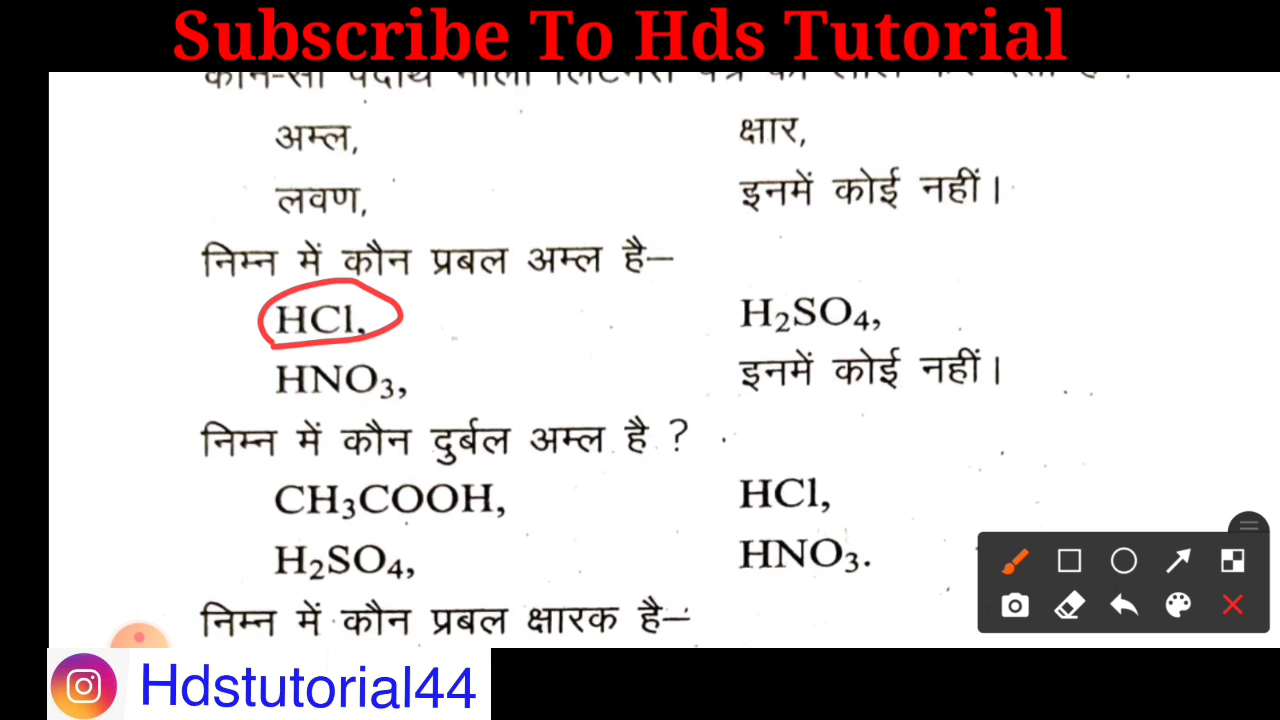 Subscribe To Hds Tutorial
अम्ल, क्षार,
लवण, इनमें कोई नहीं।
निम्न में कौन प्रबल अम्ल है—
HCl, H₂SO₄,
HNO₃, इनमें कोई नहीं।
निम्न में कौन दुर्बल अम्ल है ?
CH₃COOH, HCl,
H₂SO₄, HNO₃.
निम्न में कौन प्रबल क्षारक है—
Hdstutorial44